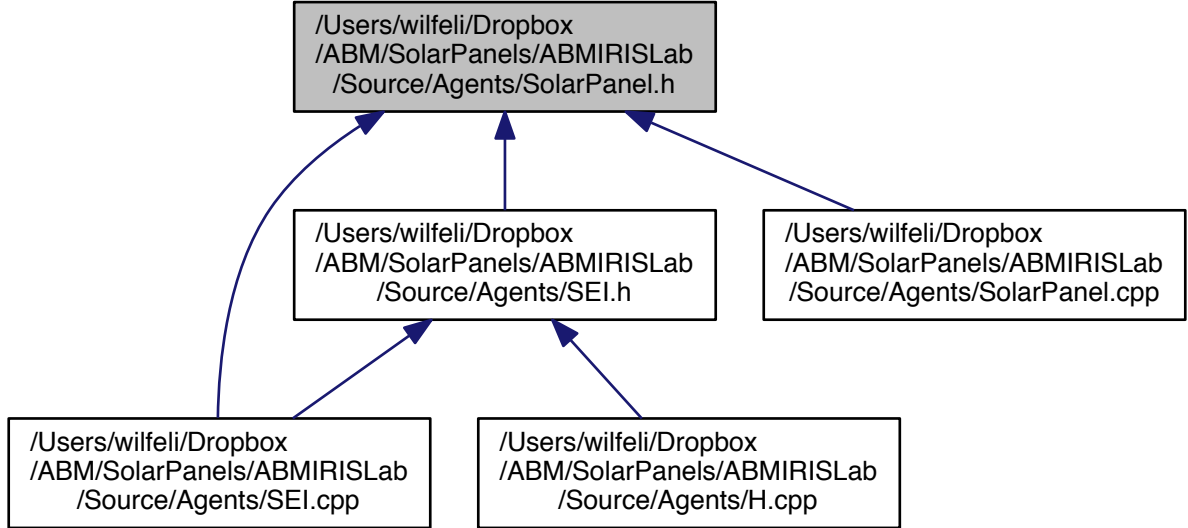 /Users/wilfeli/Dropbox
/ABM/SolarPanels/ABMIRISLab
/Source/Agents/SolarPanel.h
/Users/wilfeli/Dropbox
/ABM/SolarPanels/ABMIRISLab
/Source/Agents/SEI.h
/Users/wilfeli/Dropbox
/ABM/SolarPanels/ABMIRISLab
/Source/Agents/SolarPanel.cpp
/Users/wilfeli/Dropbox
/ABM/SolarPanels/ABMIRISLab
/Source/Agents/SEI.cpp
/Users/wilfeli/Dropbox
/ABM/SolarPanels/ABMIRISLab
/Source/Agents/H.cpp